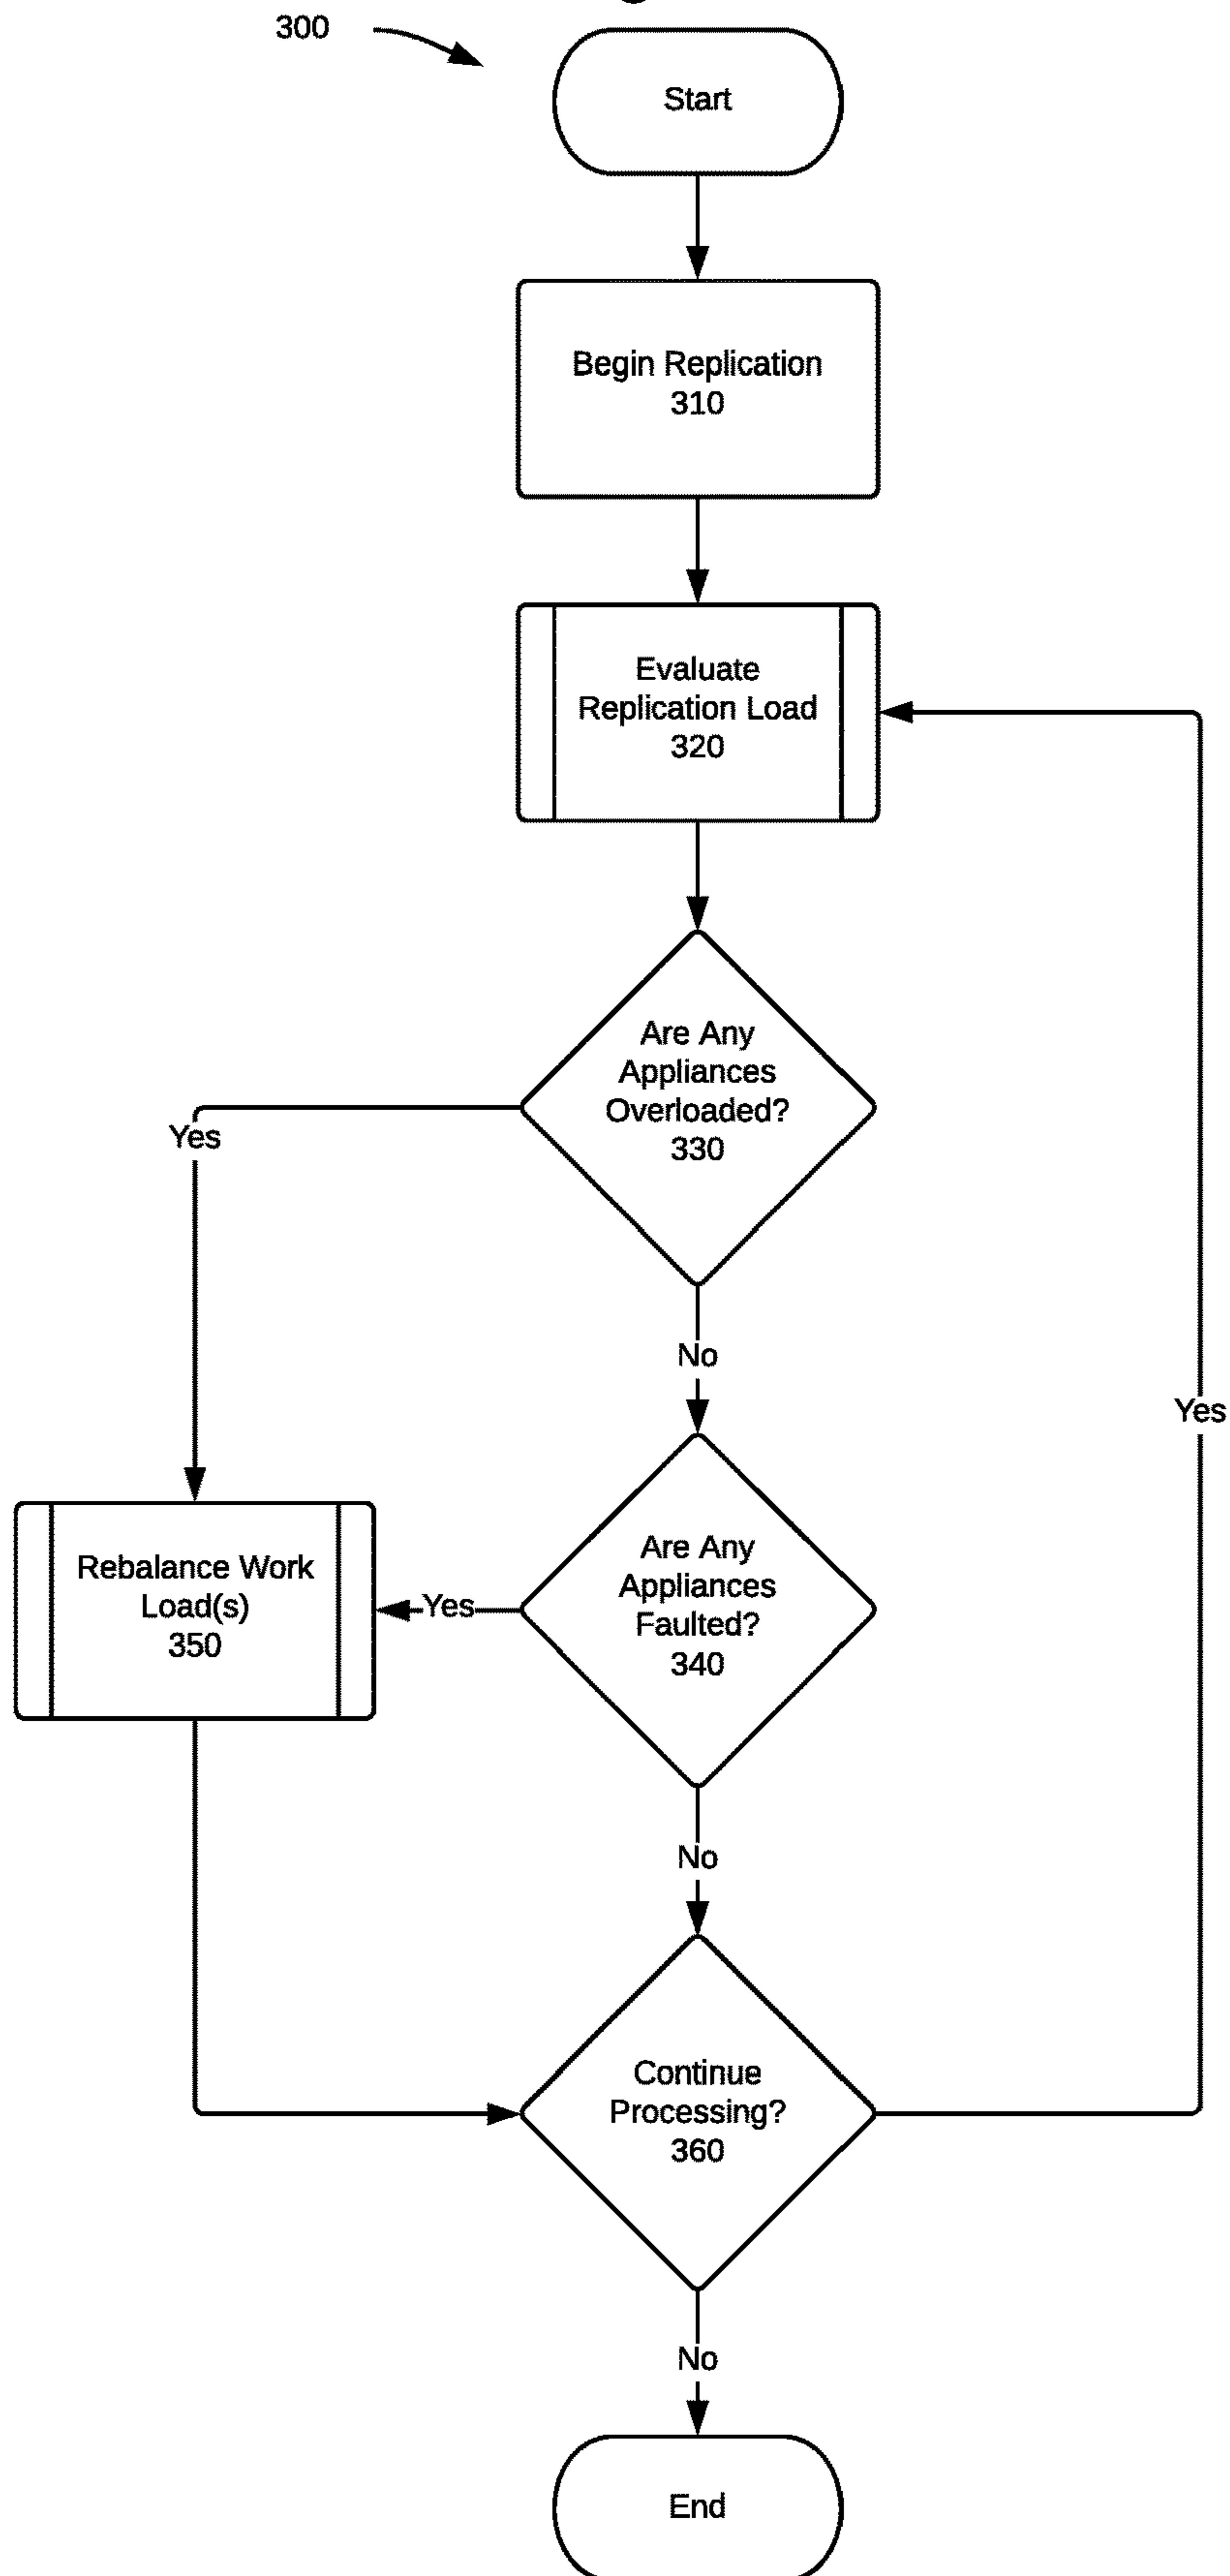 300
Start
Begin Replication
310
Evaluate
Replication Load
320
Are Any
Appliances
Overloaded?
330
Yes
No
Yes
Rebalance Work
Load(s)
350
Yes
Are Any
Appliances
Faulted?
340
No
Continue
Processing?
360
No
End